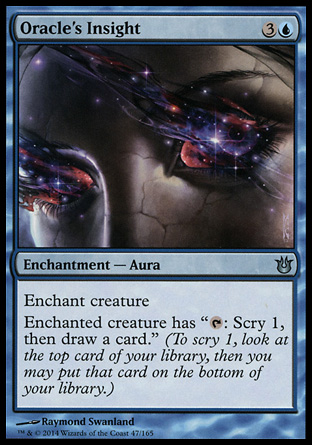 Oracle's Insight 3
Enchantment — Aura
Enchant creature
Enchanted creature has “: Scry 1,
then draw a card.” (To scry 1, look at
the top card of your library, then you
may put that card on the bottom of
your library.)
Raymond Swanland
™ & © 2014 Wizards of the Coast 47/165